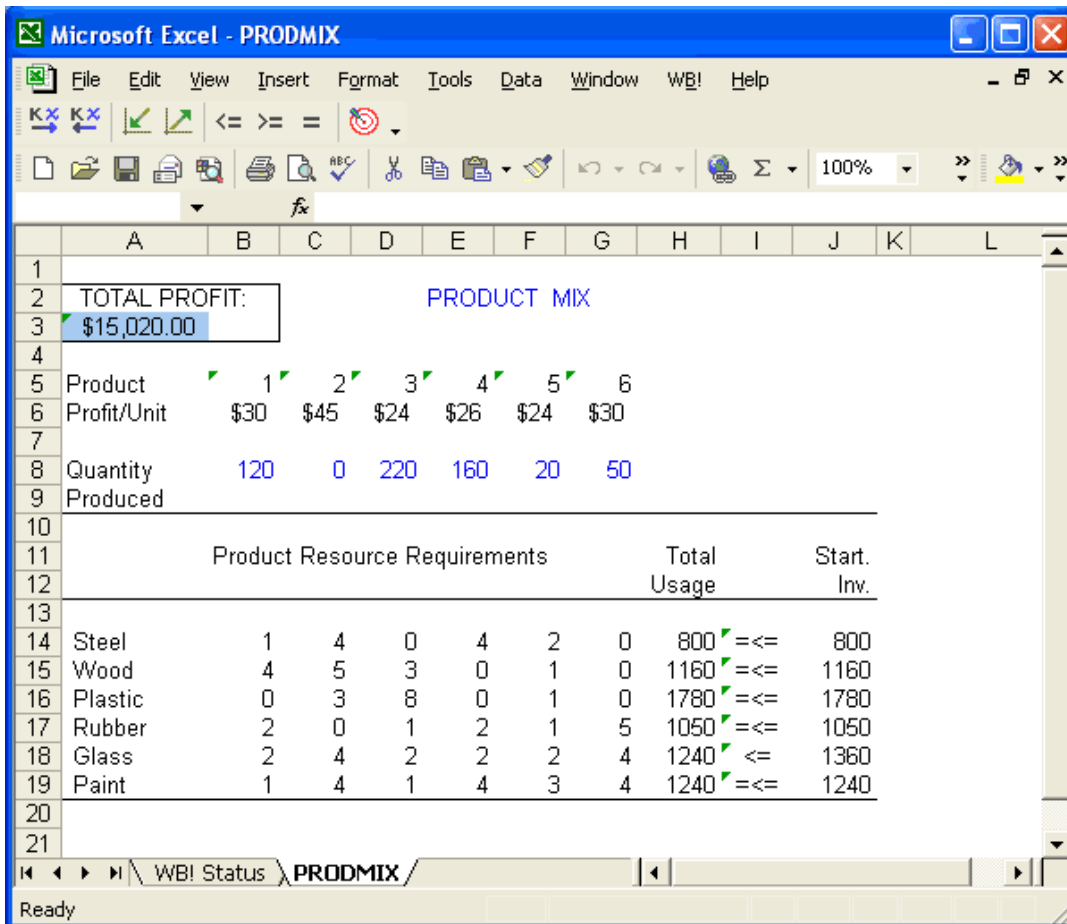 Microsoft Excel - PRODMIX
File Edit View Insert Format Tools Data Window WB! Help
<= >= =
ABC Σ 100%
fx
A B C D E F G H I J K L
1
2 TOTAL PROFIT: PRODUCT MIX
3 $15,020.00
4
5 Product 1 2 3 4 5 6
6 Profit/Unit $30 $45 $24 $26 $24 $30
7
8 Quantity 120 0 220 160 20 50
9 Produced
10
11 Product Resource Requirements Total Start.
12 Usage Inv.
13
14 Steel 1 4 0 4 2 0 800 =<= 800
15 Wood 4 5 3 0 1 0 1160 =<= 1160
16 Plastic 0 3 8 0 1 0 1780 =<= 1780
17 Rubber 2 0 1 2 1 5 1050 =<= 1050
18 Glass 2 4 2 2 2 4 1240 <= 1360
19 Paint 1 4 1 4 3 4 1240 =<= 1240
20
21
WB! Status PRODMIX
Ready